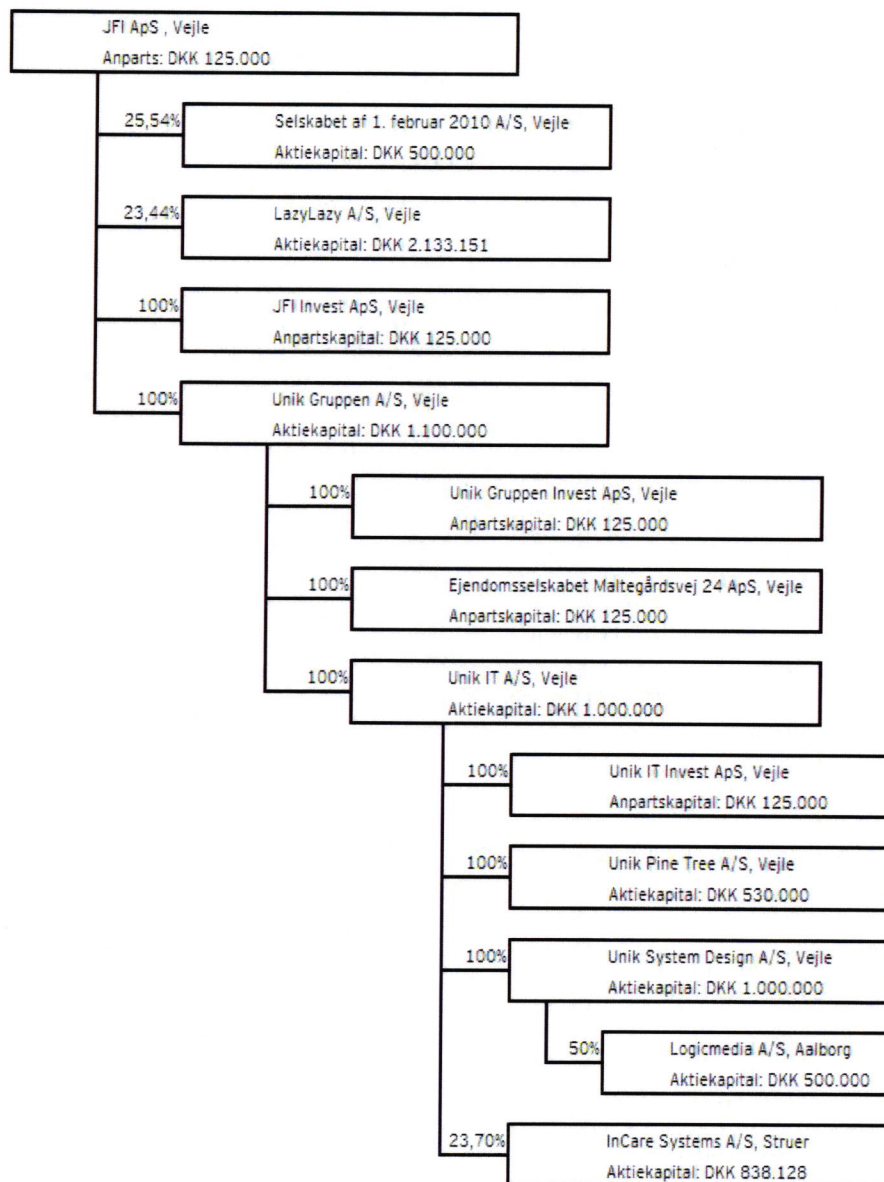 JFI ApS , Vejle
Anparts: DKK 125.000
25,54%
Selskabet af 1. februar 2010 A/S, Vejle
Aktiekapital: DKK 500.000
23,44%
LazyLazy A/S, Vejle
Aktiekapital: DKK 2.133.151
100%
JFI Invest ApS, Vejle
Anpartskapital: DKK 125.000
100%
Unik Gruppen A/S, Vejle
Aktiekapital: DKK 1.100.000
100%
Unik Gruppen Invest ApS, Vejle
Anpartskapital: DKK 125.000
100%
Ejendomsselskabet Maltegårdsvej 24 ApS, Vejle
Anpartskapital: DKK 125.000
100%
Unik IT A/S, Vejle
Aktiekapital: DKK 1.000.000
100%
Unik IT Invest ApS, Vejle
Anpartskapital: DKK 125.000
100%
Unik Pine Tree A/S, Vejle
Aktiekapital: DKK 530.000
100%
Unik System Design A/S, Vejle
Aktiekapital: DKK 1.000.000
50%
Logicmedia A/S, Aalborg
Aktiekapital: DKK 500.000
23,70%
InCare Systems A/S, Struer
Aktiekapital: DKK 838.128